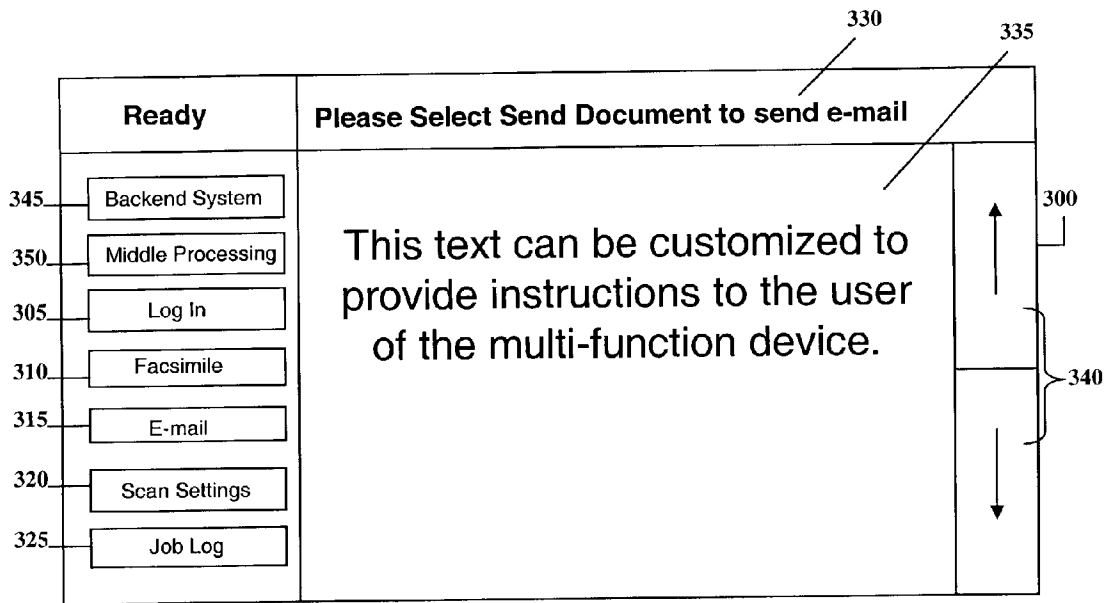 330
335
Ready
Please Select Send Document to send e-mail
345
Backend System
350
Middle Processing
305
Log In
310
Facsimile
315
E-mail
320
Scan Settings
325
Job Log
This text can be customized to
provide instructions to the user
of the multi-function device.
300
340